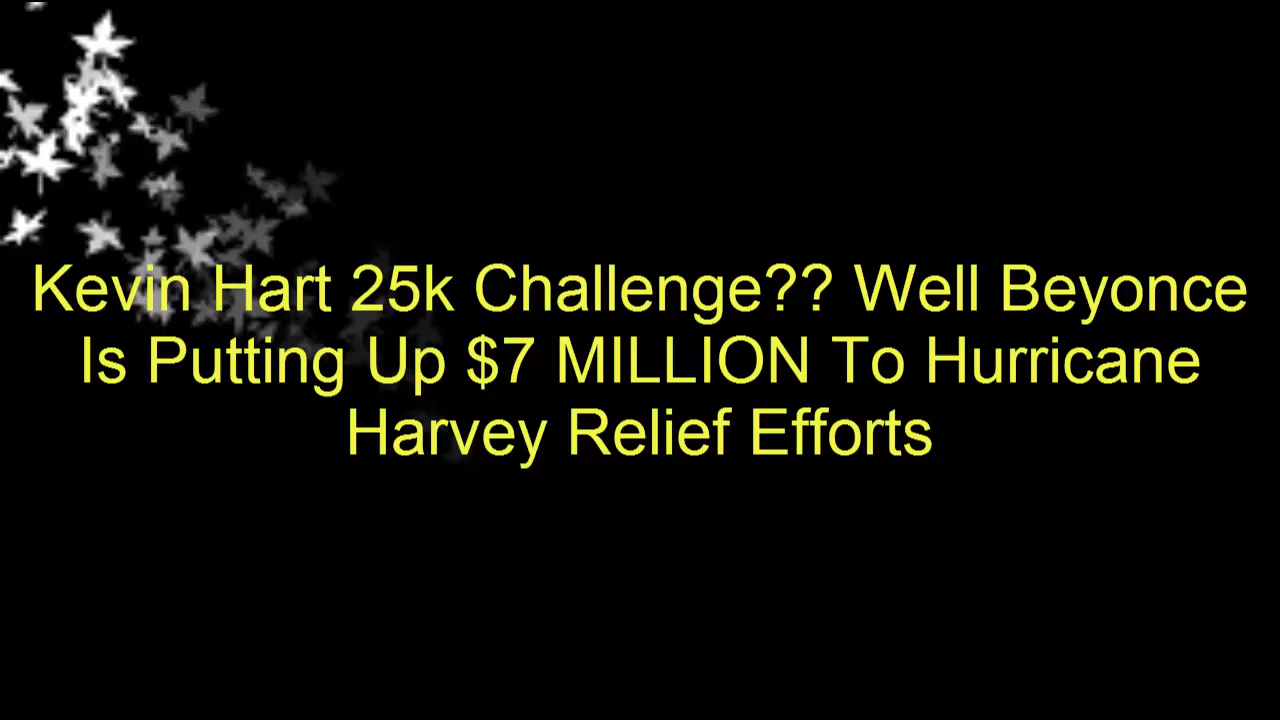 Kevin Hart 25k Challenge?? Well Beyonce
Is Putting Up $7 MILLION To Hurricane
Harvey Relief Efforts